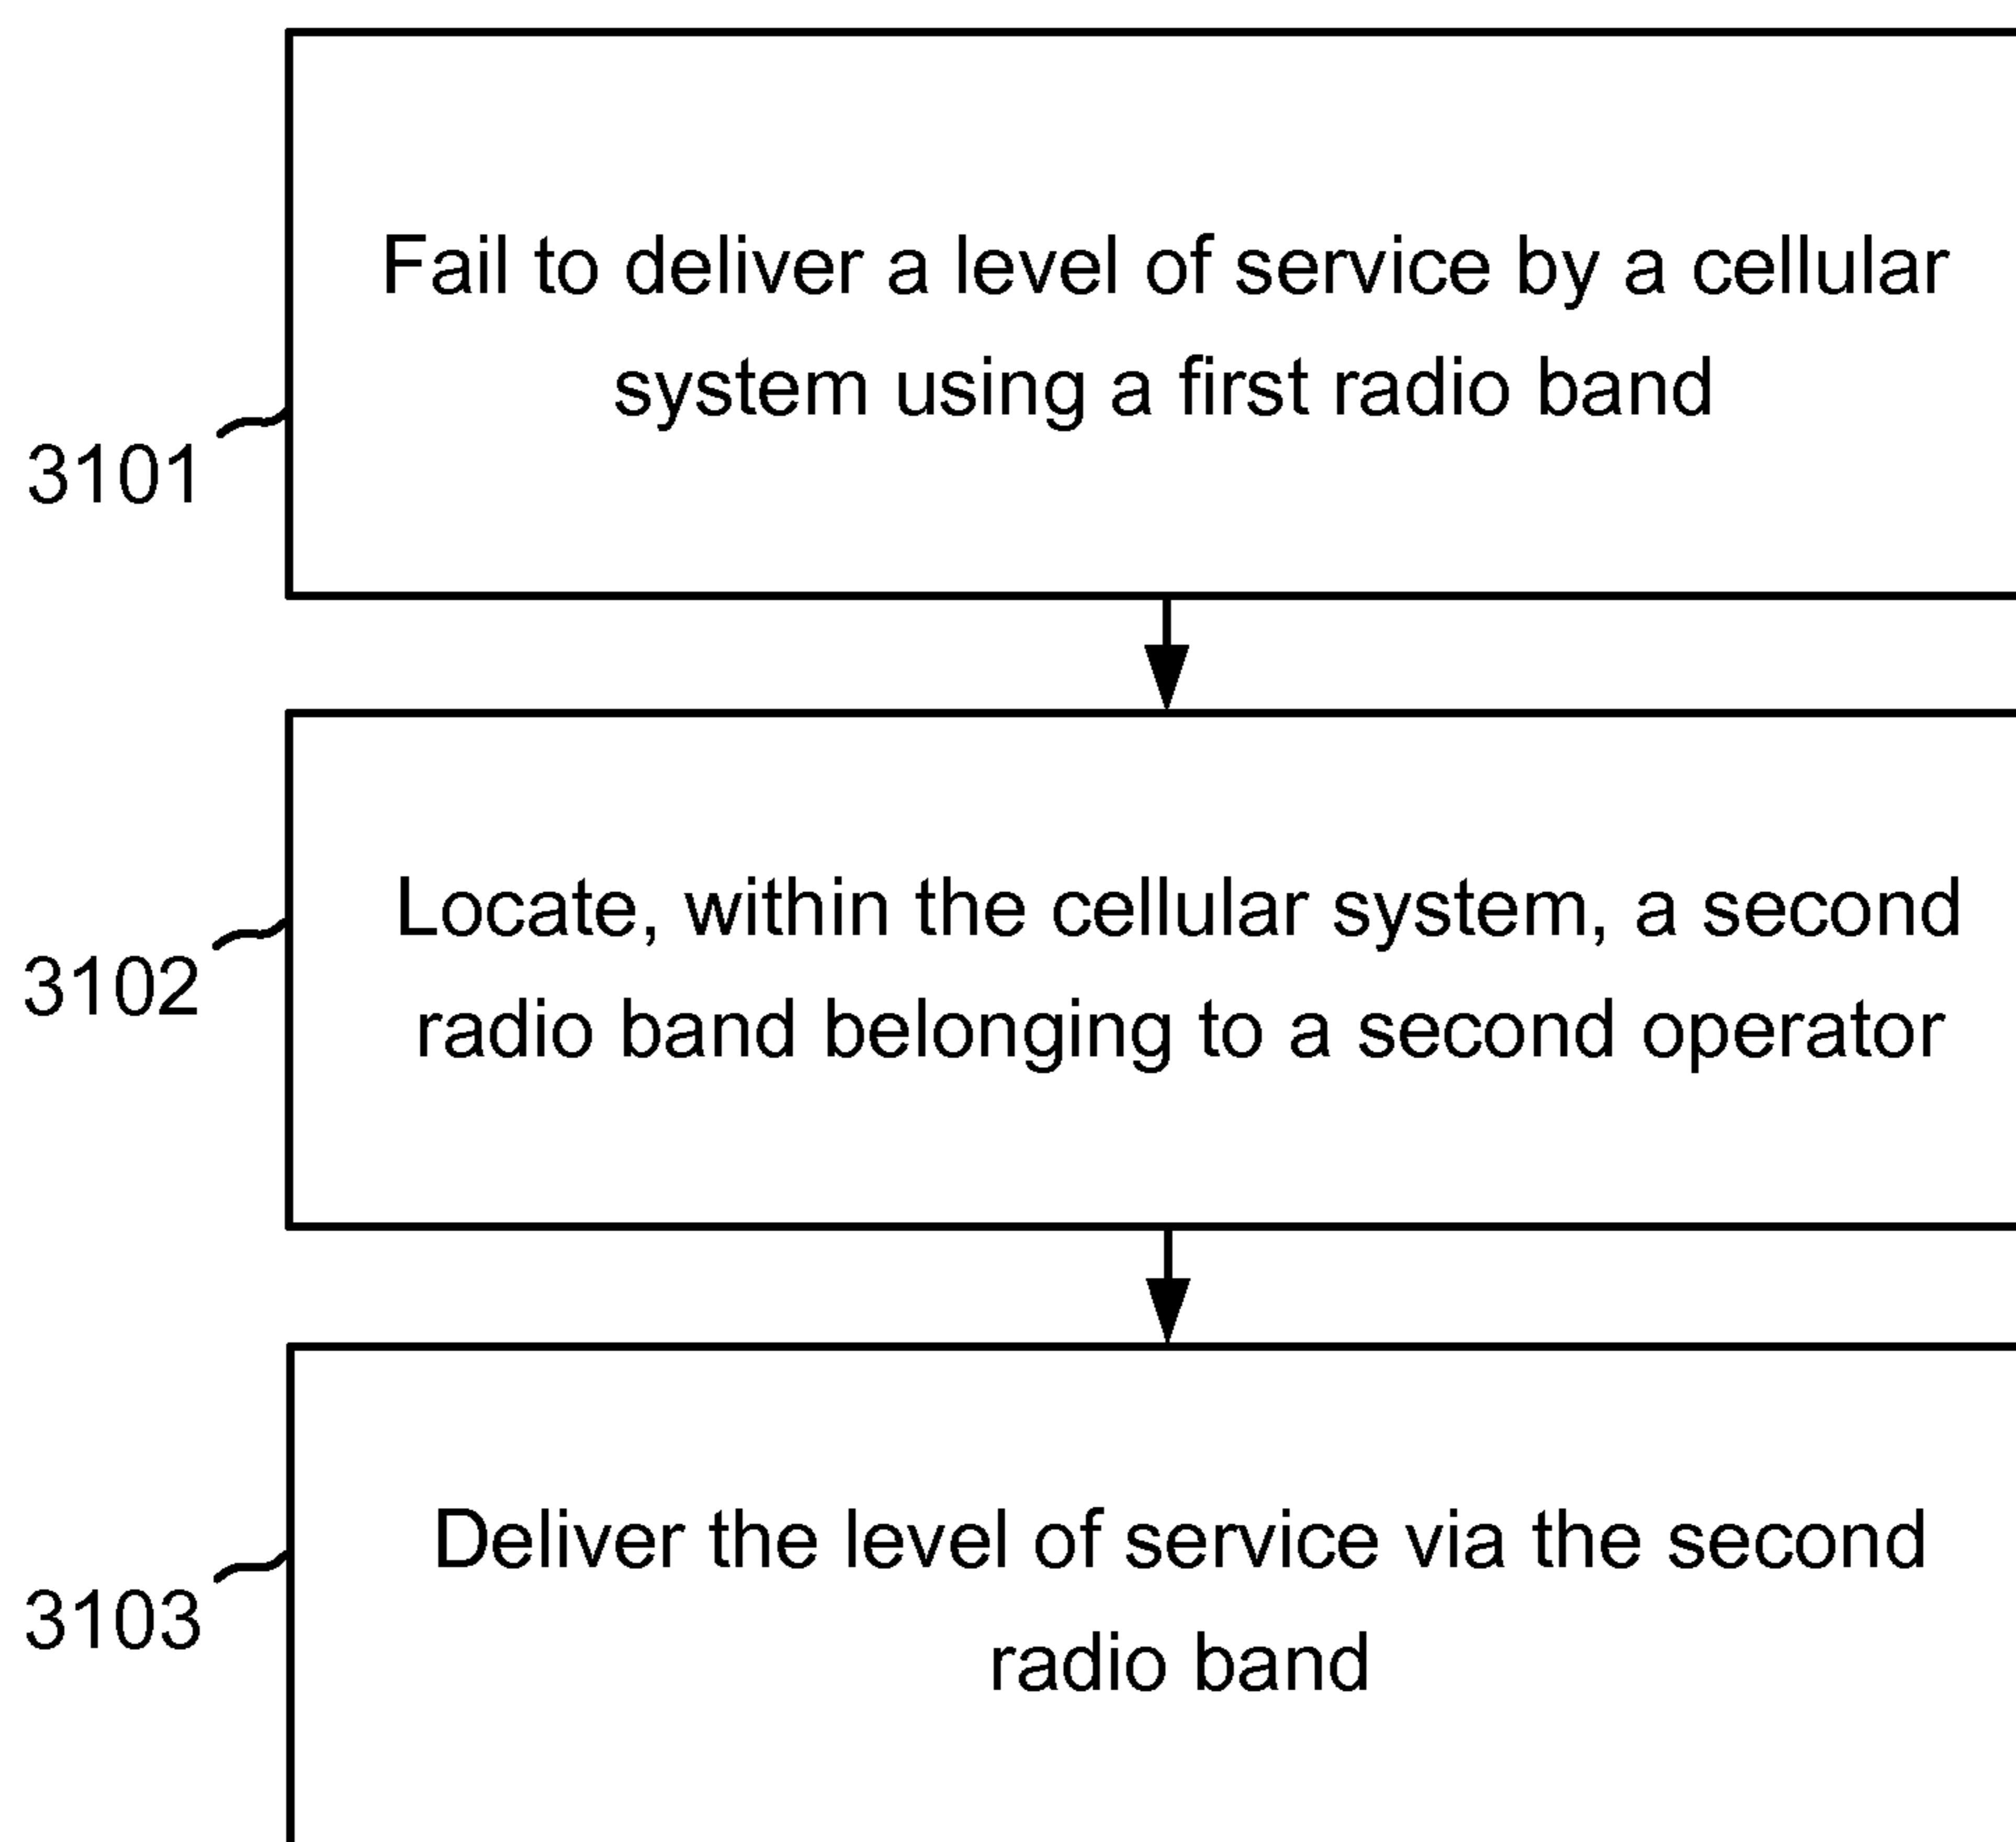 Fail to deliver a level of service by a cellular
system using a first radio band
3101
Locate, within the cellular system, a second
radio band belonging to a second operator
3102
Deliver the level of service via the second
radio band
3103